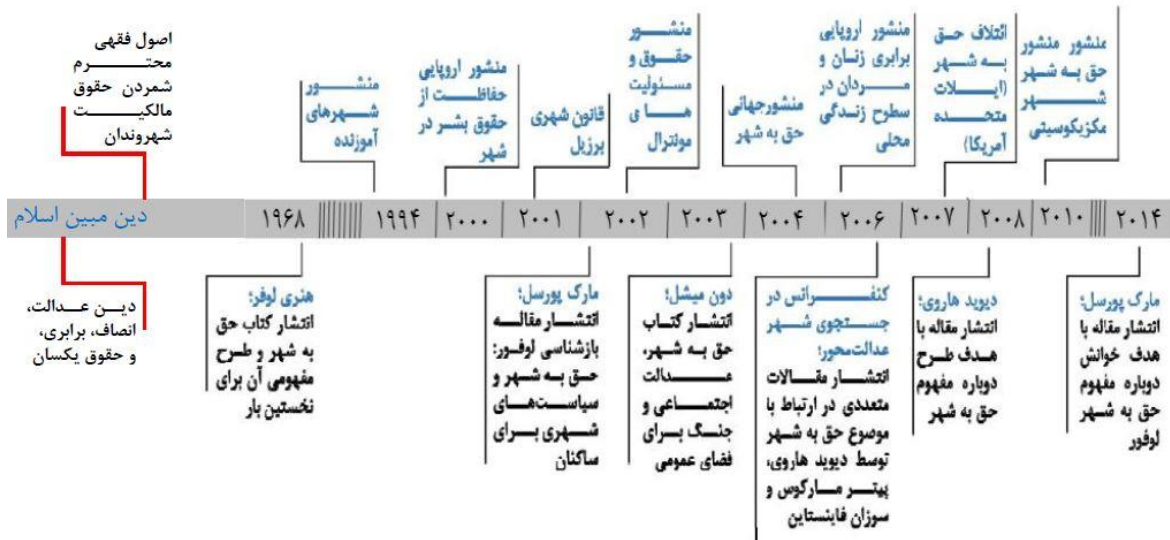 اصول فقهی
محترم
شمردن حقوق
مالکیت
شهروندان
منشور
شهرهای
آموزنده
منشور اروپایی
حفاظت از
حقوق بشر در
شهر
قانون شهری
برزیل
منشور
حقوق و
مسئولیت
های
مونترال
منشورجهانی
حق به شهر
منشور اروپایی
برابری زنان و
مردان در
سطوح زندگی
محلی
ائتلاف حق
به شهر
(ایلات
متحده
آمریکا)
منشور منشور
حق به شهر
شهر
مکزیکوسیتی
دین مبین اسلام
۱۹۶۸ ۱۹۹۴ ۲۰۰۰ ۲۰۰۱ ۲۰۰۲ ۲۰۰۳ ۲۰۰۴ ۲۰۰۶ ۲۰۰۷ ۲۰۰۸ ۲۰۱۰ ۲۰۱۴
دین عدالت،
انصاف، برابری،
و حقوق یکسان
هنری لوفر؛
انتشار کتاب حق
به شهر و طرح
مفهومی آن برای
نخستین بار
مارک پورسل؛
انتشار مقاله
بازشناسی لوفور:
حق به شهر و
سیاست‌های
شهری برای
ساکنان
دون میشل؛
انتشار کتاب
حق به شهر،
عدالت
اجتماعی و
جنگ برای
فضای عمومی
کنفرانس در
جستجوی شهر
عدالت‌محور؛
انتشار مقالات
متعددی در ارتباط با
موضوع حق به شهر
توسط دیوید هاروی،
پیتر مارکوس و
سوزان فاینستاین
دیوید هاروی؛
انتشار مقاله با
هدف طرح
دوباره مفهوم
حق به شهر
مارک پورسل؛
انتشار مقاله با
هدف خوانش
دوباره مفهوم
حق به شهر
لوفور